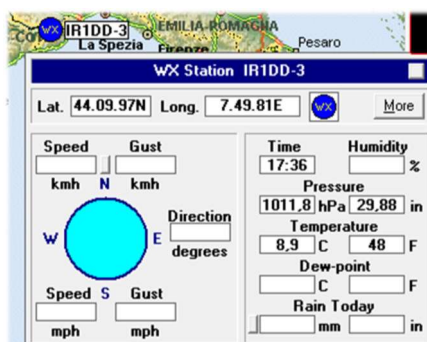 Co WX IR1DD-3 EMILIA-ROMAGNA
La Spezia Firenze Pesaro
WX Station IR1DD-3
Lat. 44.09.97N Long. 7.49.81E WX More
Speed Gust
kmh N kmh
W E
Direction
degrees
S
Speed Gust
mph mph
Time Humidity
17:36 %
Pressure
1011,8 hPa 29,88 in
Temperature
8,9 C 48 F
Dew-point
C F
Rain Today
mm in